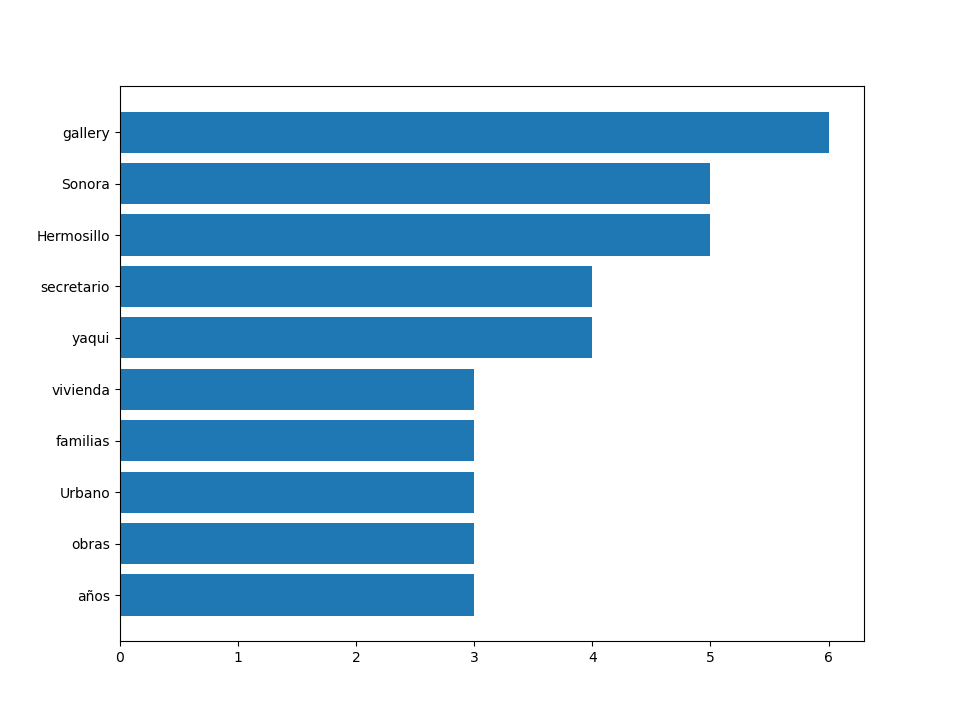 gallery
Sonora
Hermosillo
secretario
yaqui
vivienda
familias
Urbano
obras
años
0 1 2 3 4 5 6